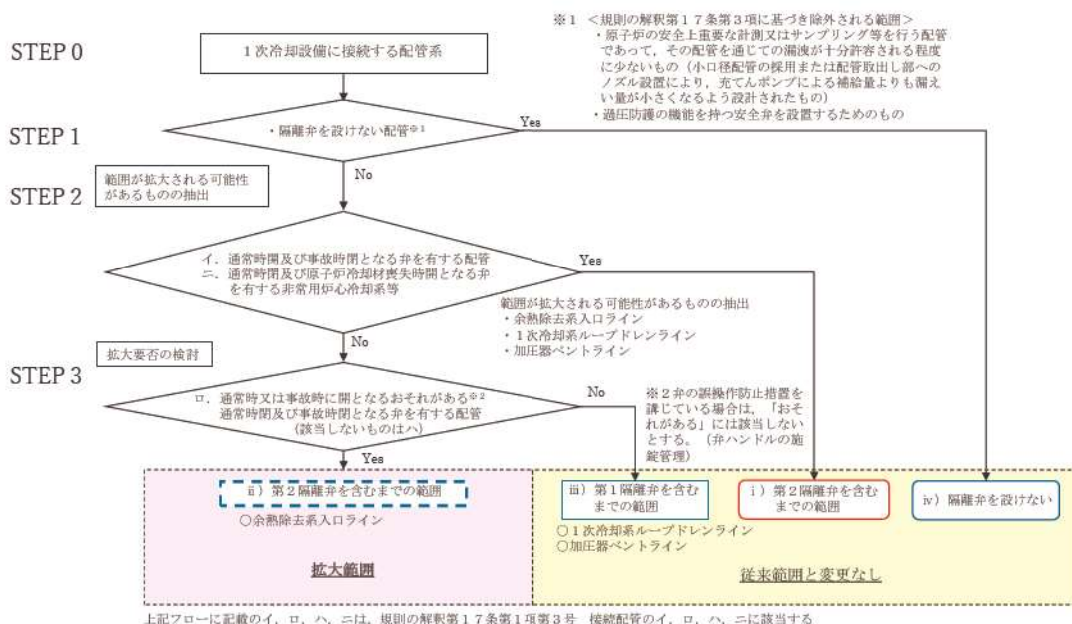 ※1 <規則の解釈第17条第3項に基づき除外される範囲>
・原子炉の安全上重要な計測又はサンプリング等を行う配管
であって，その配管を通じての漏洩が十分許容される程度
に少ないもの（小口径配管の採用または配管取出し部への
ノズル設置により，充てんポンプによる補給量よりも漏え
い量が小さくなるよう設計されたもの）
・過圧防護の機能を持つ安全弁を設置するためのもの
STEP 0
1次冷却設備に接続する配管系
STEP 1
・隔離弁を設けない配管※1
Yes
No
STEP 2
範囲が拡大される可能性
があるものの抽出
イ．通常時開及び事故時閉となる弁を有する配管
ニ．通常時閉及び原子炉冷却材喪失時開となる弁
を有する非常用炉心冷却系等
Yes
範囲が拡大される可能性があるものの抽出
・余熱除去系入口ライン
・1次冷却系ループドレンライン
・加圧器ベントライン
No
拡大要否の検討
STEP 3
ロ．通常時又は事故時に開となるおそれがある※2
通常時閉及び事故時閉となる弁を有する配管
（該当しないものはハ）
No
※2弁の誤操作防止措置を
講じている場合は，「おそ
れがある」には該当しない
とする。（弁ハンドルの施
錠管理）
Yes
ⅱ）第2隔離弁を含むまでの範囲
○余熱除去系入口ライン
拡大範囲
ⅲ）第1隔離弁を含む
までの範囲
○1次冷却系ループドレンライン
○加圧器ベントライン
ⅰ）第2隔離弁を含む
までの範囲
ⅳ）隔離弁を設けない
従来範囲と変更なし
上記フローに記載のイ，ロ，ハ，ニは，規則の解釈第17条第1項第3号 接続配管のイ，ロ，ハ，ニに該当する